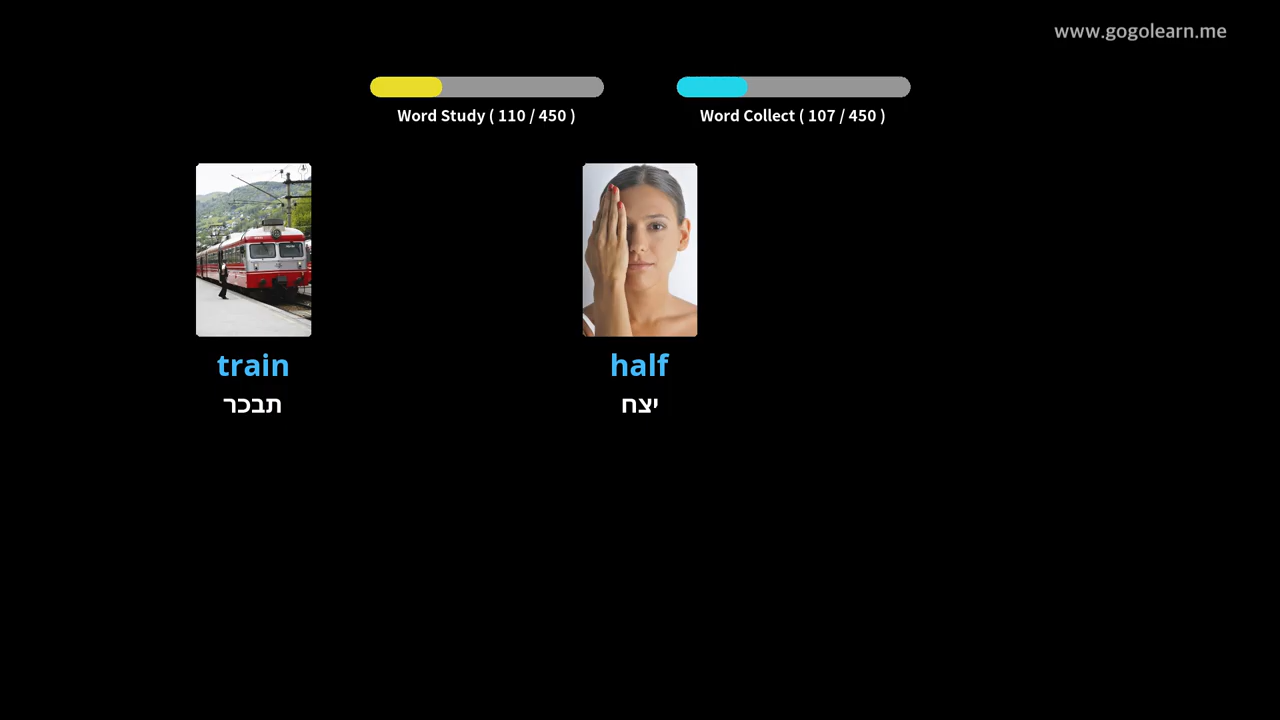 www.gogolearn.me
Word Study ( 110 / 450 )
Word Collect ( 107 / 450 )
train
תבכר
half
יצח